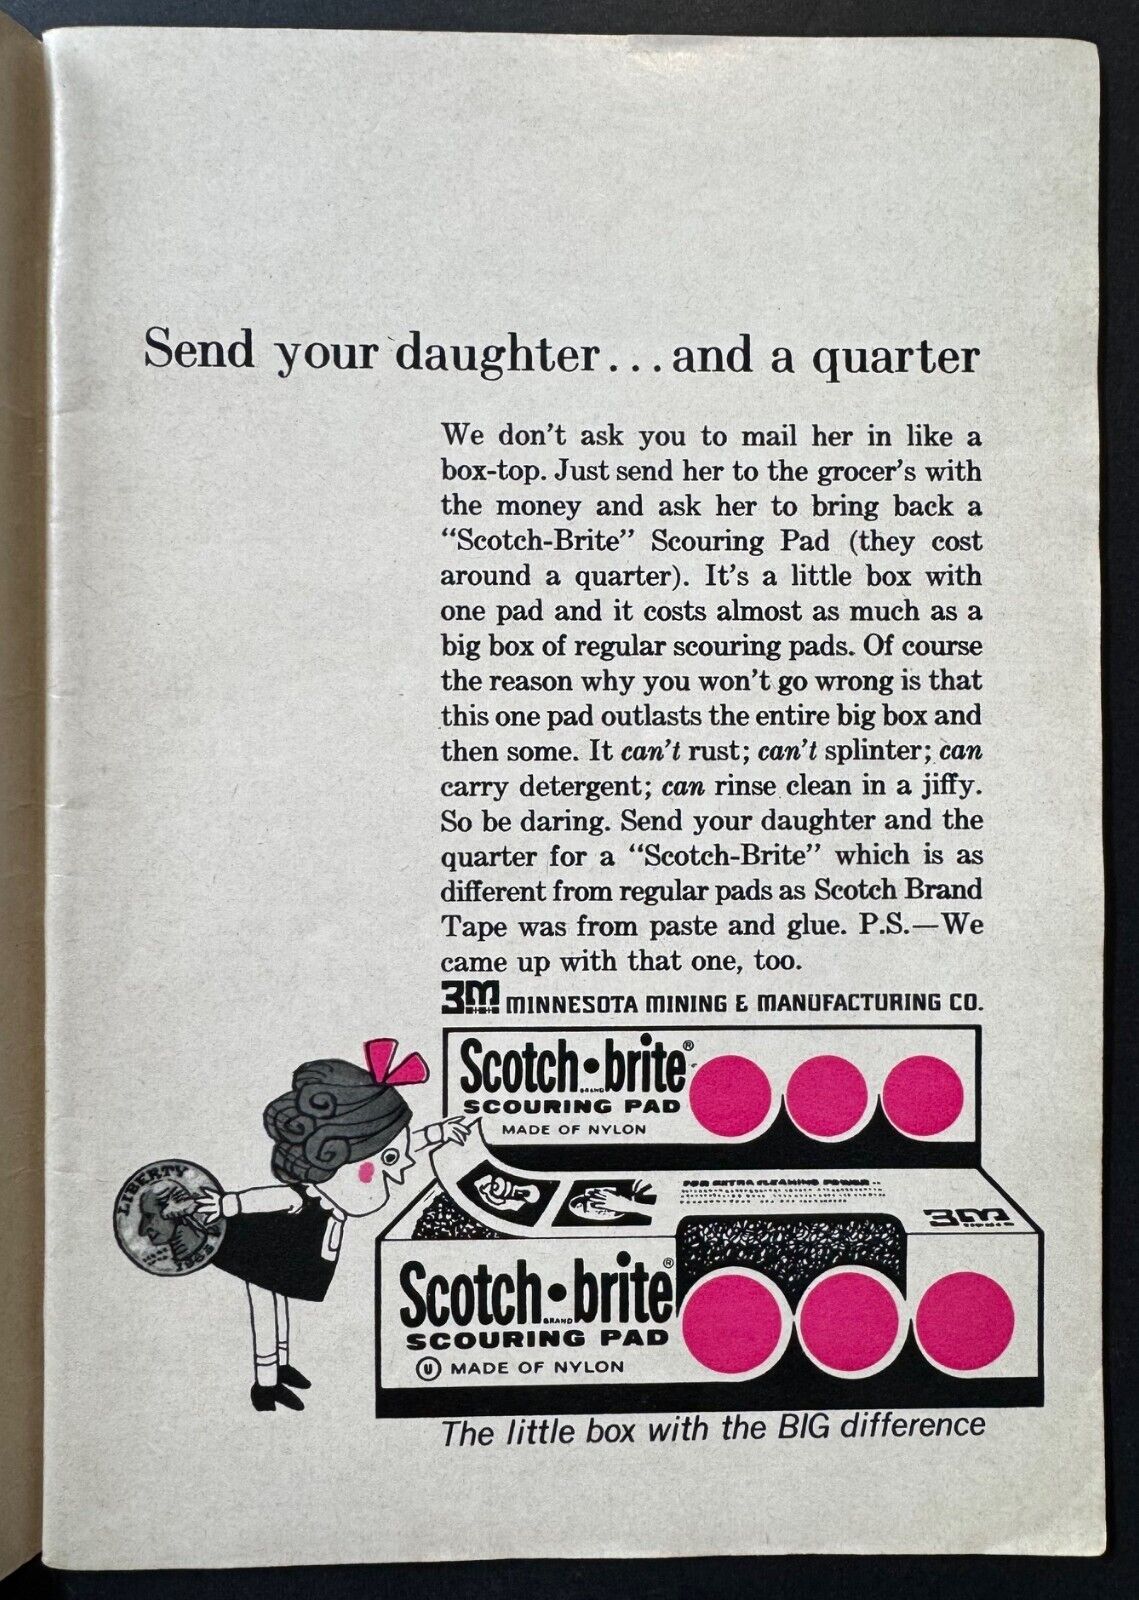 Send your daughter...and a quarter
We don't ask you to mail her in like a
box-top. Just send her to the grocer's with
the money and ask her to bring back a
“Scotch-Brite” Scouring Pad (they cost
around a quarter). It's a little box with
one pad and it costs almost as much as a
big box of regular scouring pads. Of course
the reason why you won't go wrong is that
this one pad outlasts the entire big box and
then some. It can't rust; can't splinter; can
carry detergent; can rinse clean in a jiffy.
So be daring. Send your daughter and the
quarter for a “Scotch-Brite” which is as
different from regular pads as Scotch Brand
Tape was from paste and glue. P.S.—We
came up with that one, too.
3M MINNESOTA MINING & MANUFACTURING CO.
Scotch•brite®
BRAND
SCOURING PAD
MADE OF NYLON
LIBERTY
FOR EXTRA CLEANING POWER
3M
Scotch•brite®
BRAND
SCOURING PAD
U MADE OF NYLON
The little box with the BIG difference